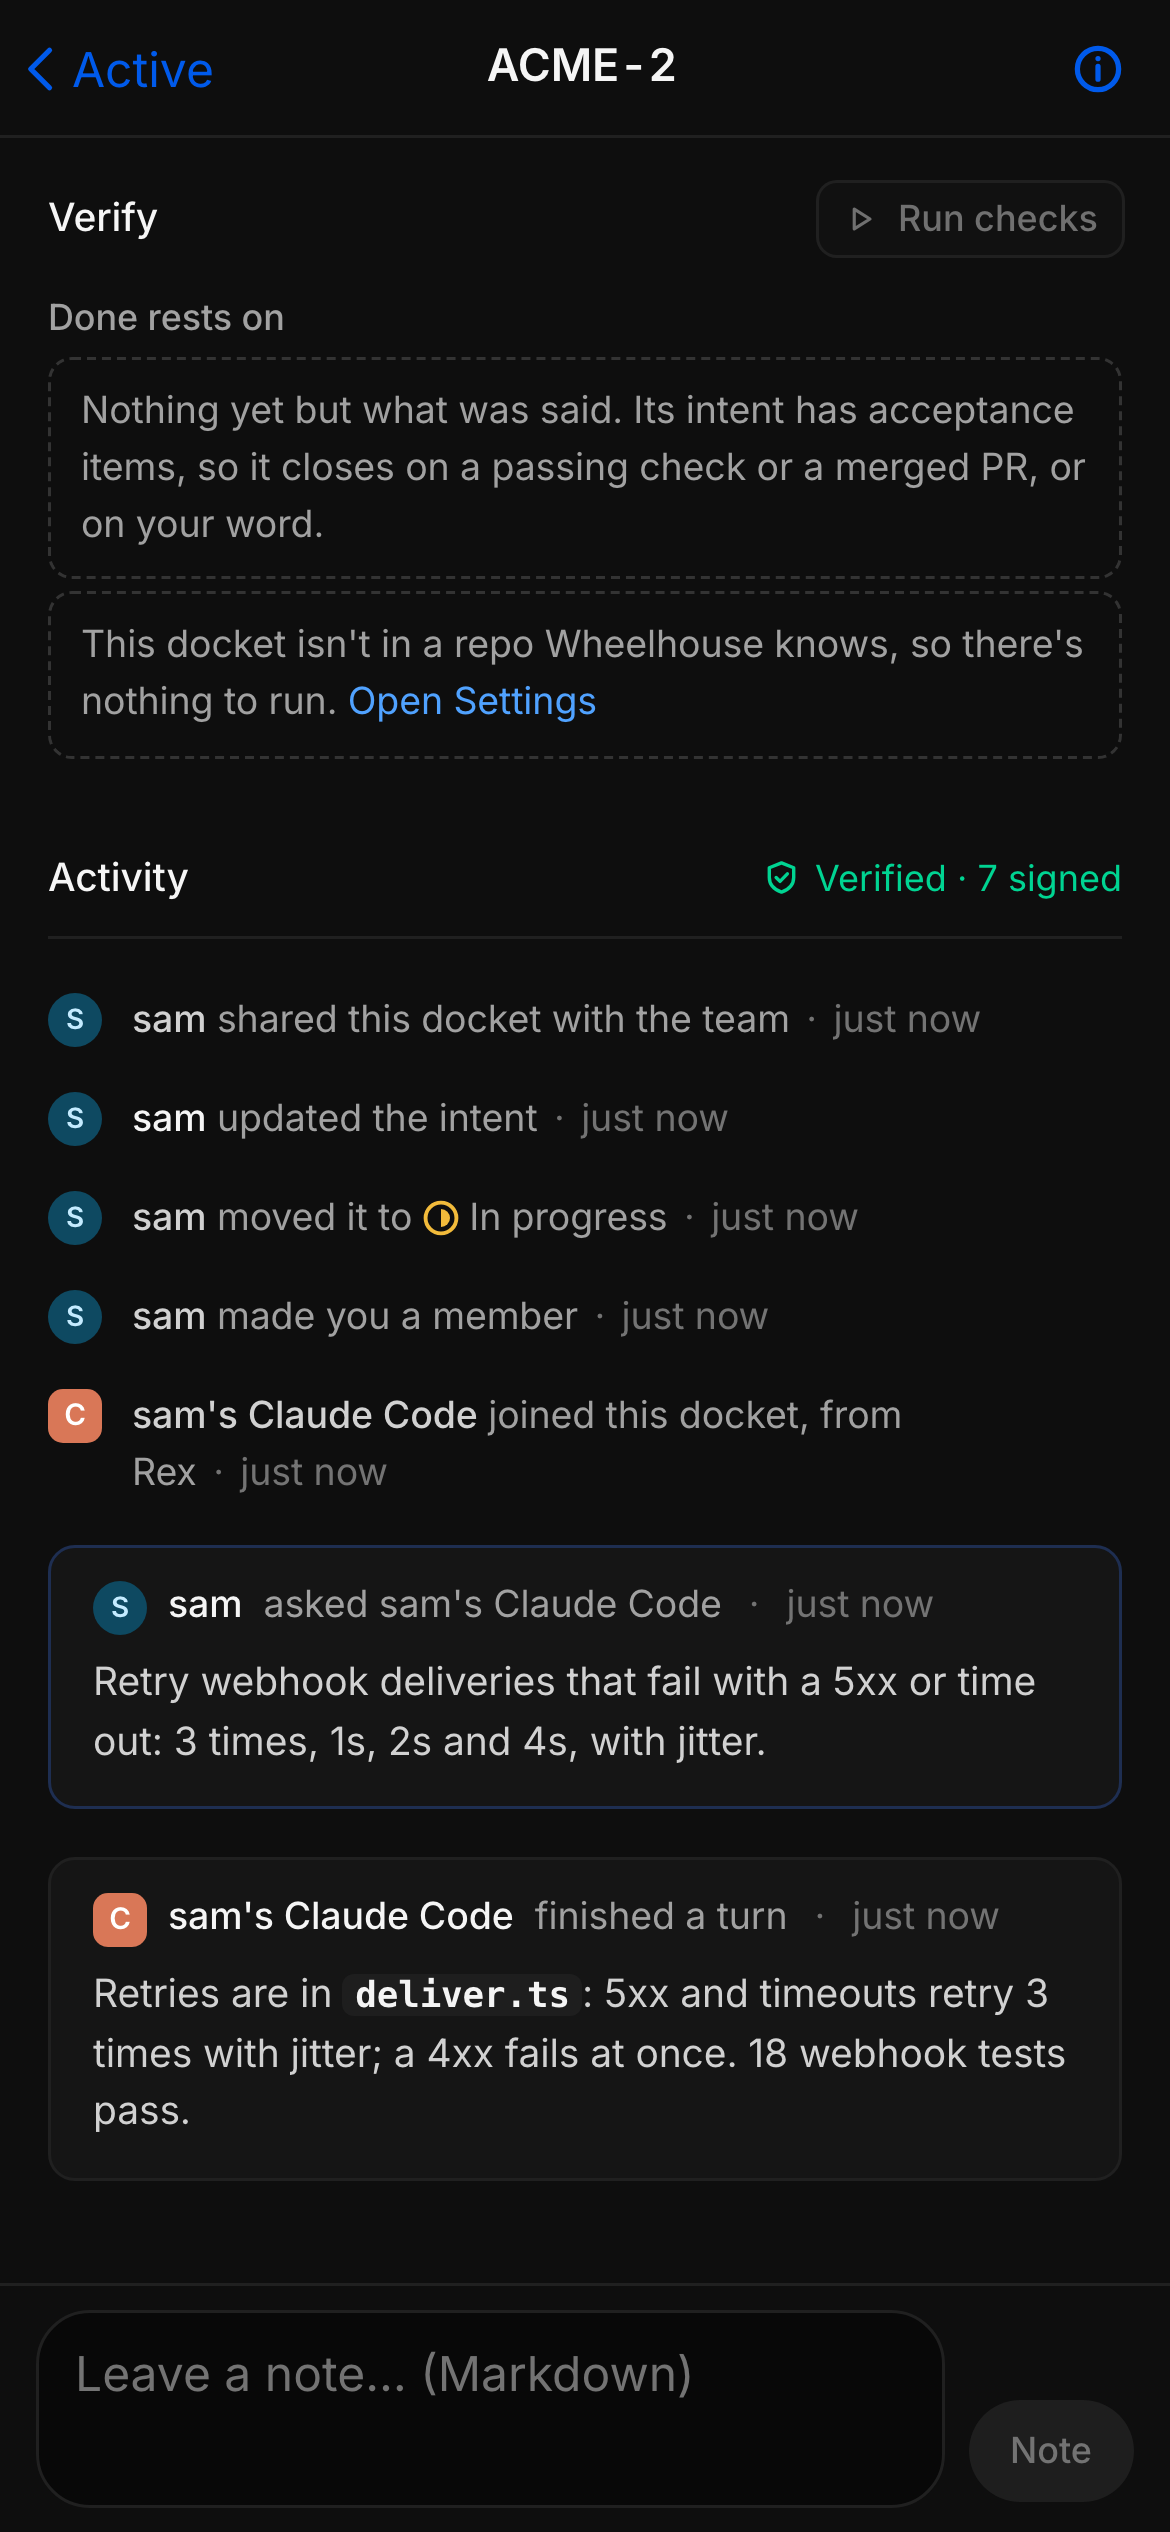 Active
ACME-2
Verify
Run checks
Done rests on
Nothing yet but what was said. Its intent has acceptance
items, so it closes on a passing check or a merged PR, or
on your word.
This docket isn't in a repo Wheelhouse knows, so there's
nothing to run. Open Settings
Activity
Verified · 7 signed
S sam shared this docket with the team · just now
S sam updated the intent · just now
S sam moved it to In progress · just now
S sam made you a member · just now
C sam's Claude Code joined this docket, from
Rex · just now
S sam asked sam's Claude Code · just now
Retry webhook deliveries that fail with a 5xx or time
out: 3 times, 1s, 2s and 4s, with jitter.
C sam's Claude Code finished a turn · just now
Retries are in deliver.ts: 5xx and timeouts retry 3
times with jitter; a 4xx fails at once. 18 webhook tests
pass.
Leave a note... (Markdown)
Note